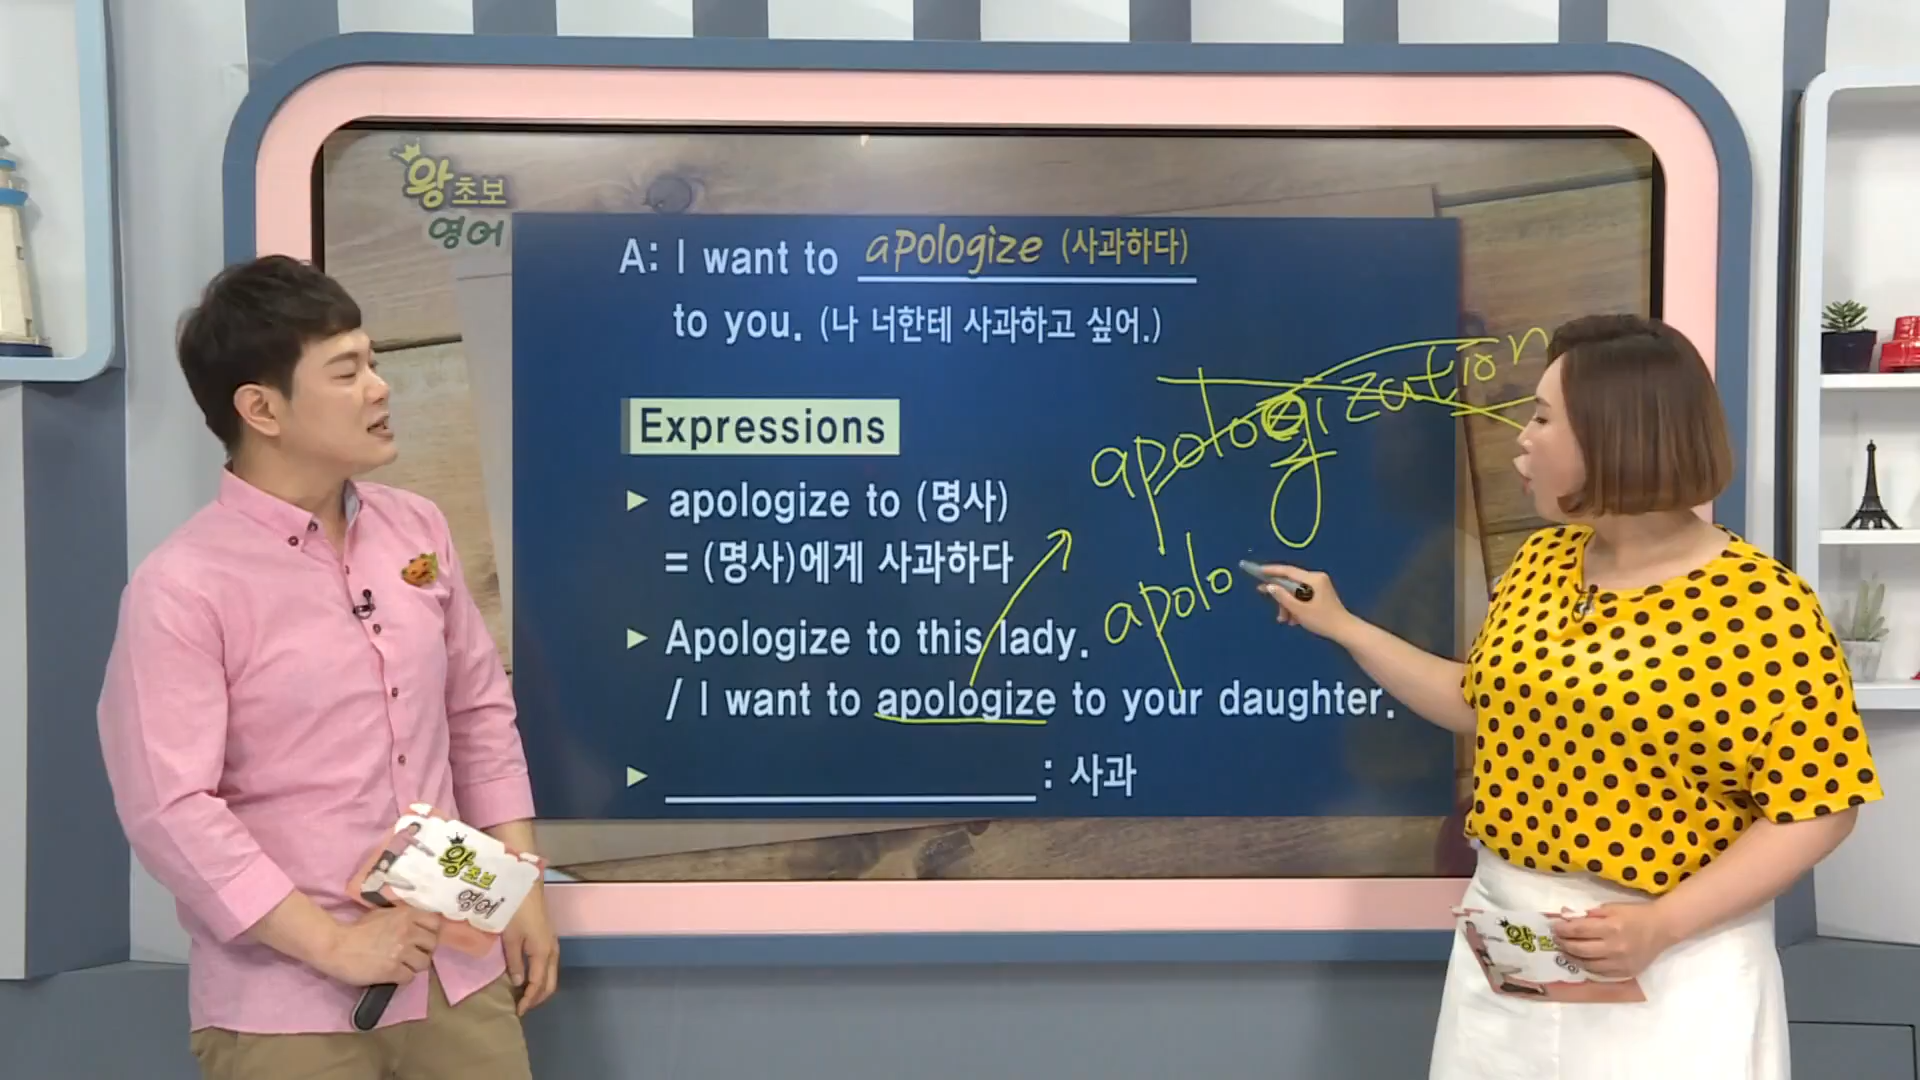 왕초보
영어
A: I want to apologize (사과하다)
to you. (나 너한테 사과하고 싶어.)
Expressions
▶ apologize to (명사)
= (명사)에게 사과하다
▶ Apologize to this lady.
/ I want to apologize to your daughter.
▶ : 사과
apologization
apolo
왕초보
영어
왕초